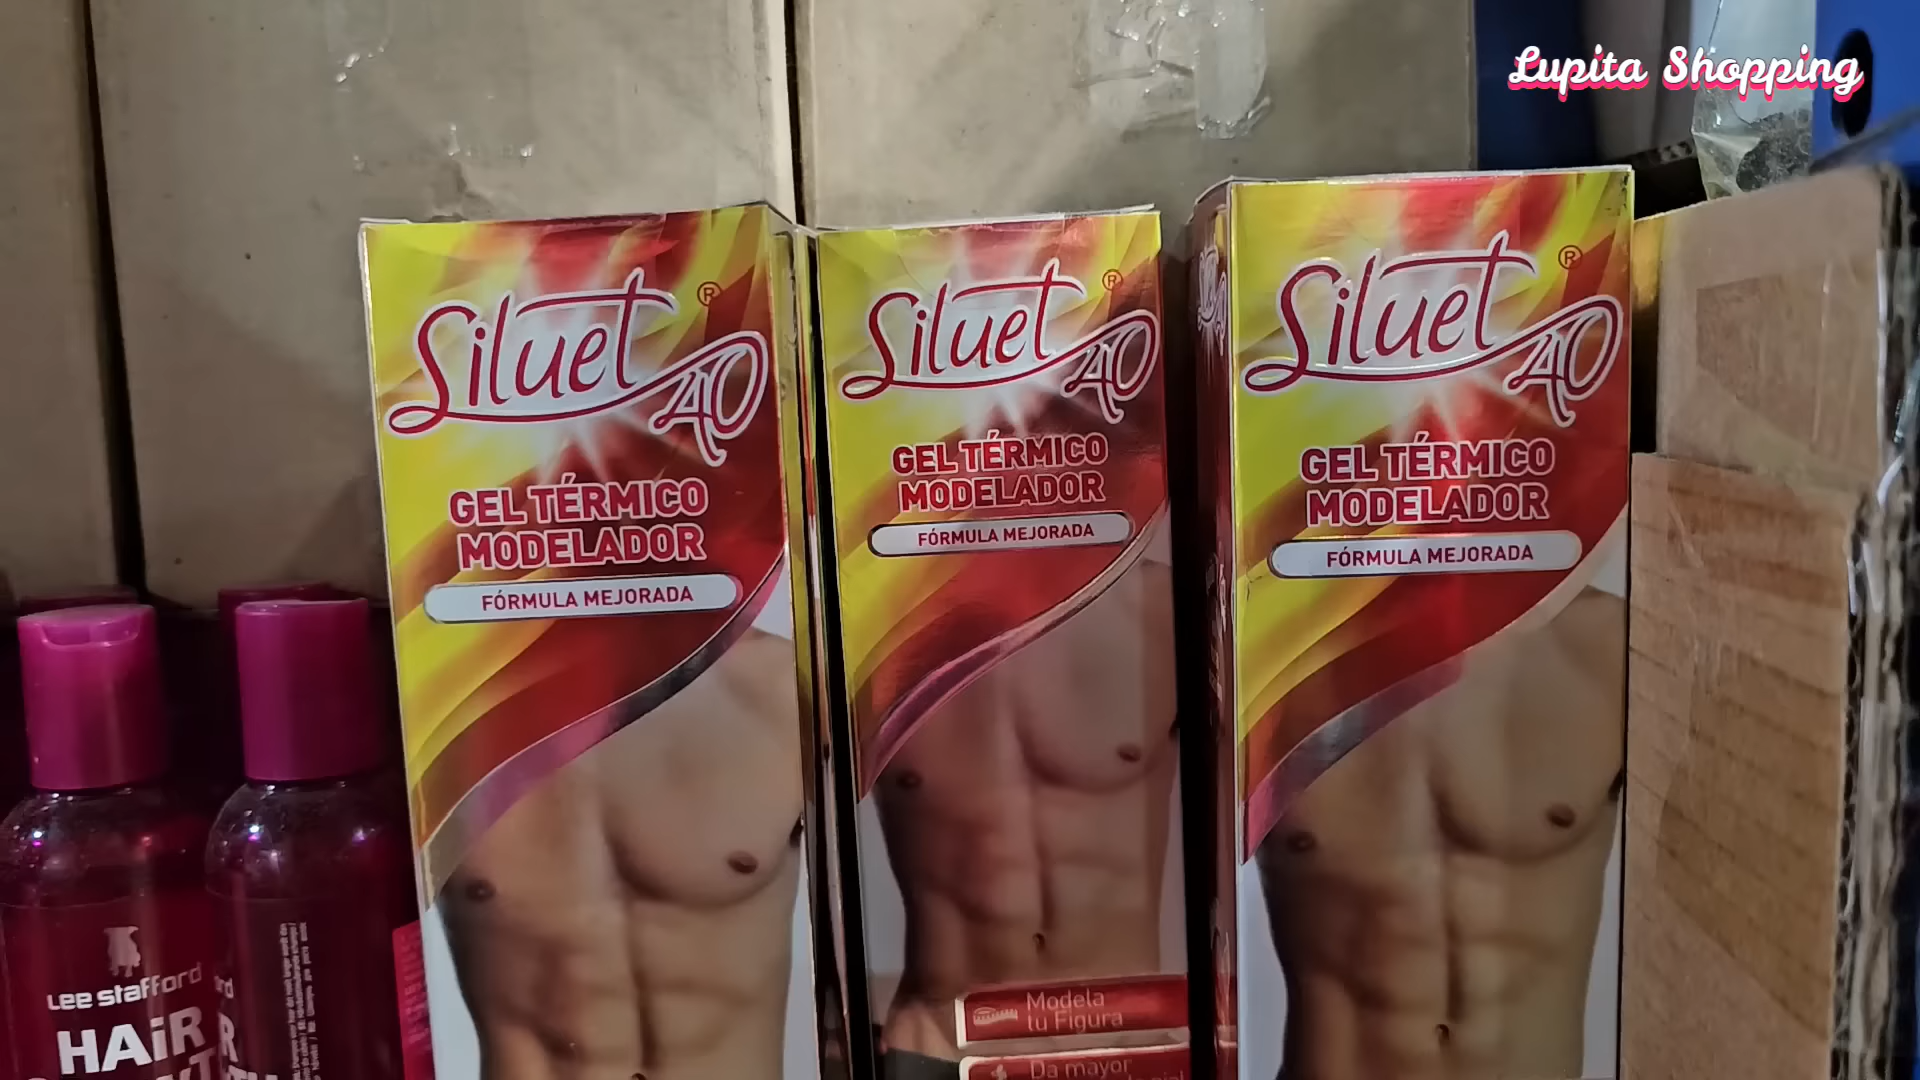 Lupita Shopping
Siluet 40 ®
GEL TÉRMICO
MODELADOR
FÓRMULA MEJORADA
Siluet 40 ®
GEL TÉRMICO
MODELADOR
FÓRMULA MEJORADA
Modela
tu Figura
Da mayor
Siluet 40 ®
GEL TÉRMICO
MODELADOR
FÓRMULA MEJORADA
Lee Stafford
HAiR